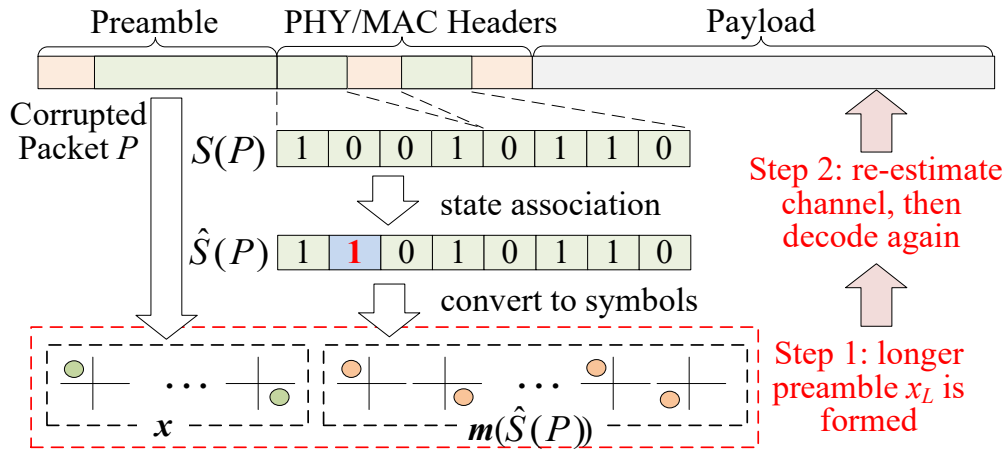 Preamble PHY/MAC Headers Payload
Corrupted
Packet P
S(P) 1 0 0 1 0 1 1 0
state association
Ŝ(P) 1 1 0 1 0 1 1 0
convert to symbols
x
m(Ŝ(P))
Step 1: longer
preamble x_L is
formed
Step 2: re-estimate
channel, then
decode again